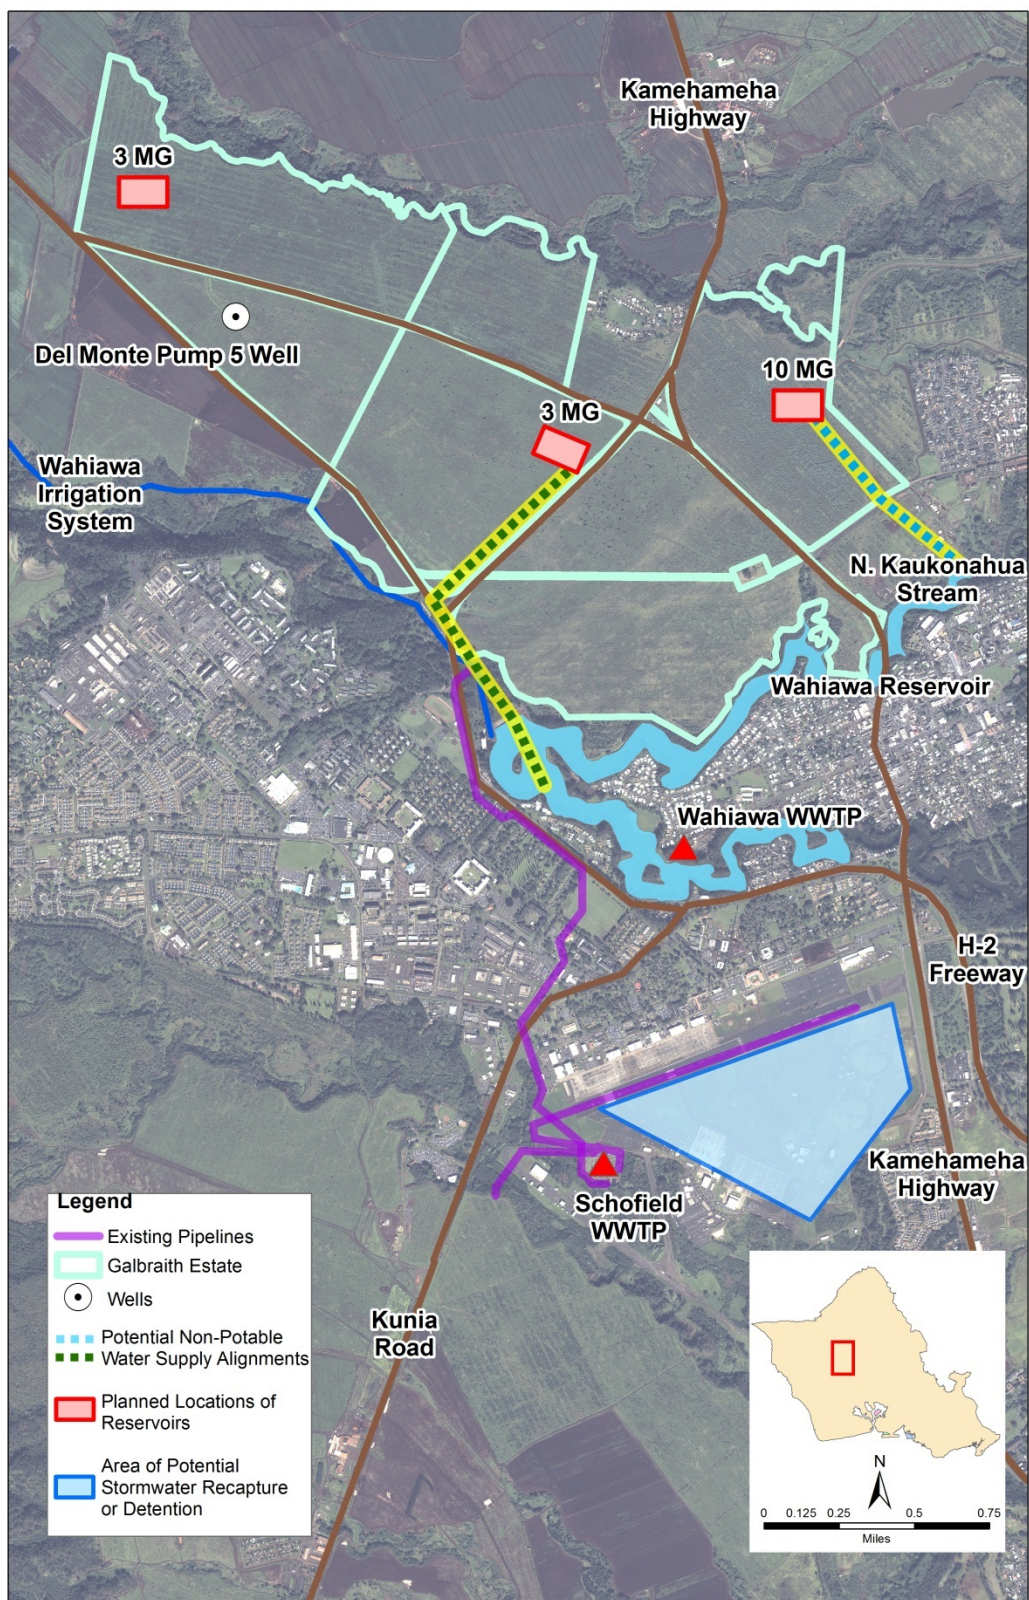 Kamehameha
Highway
3 MG
Del Monte Pump 5 Well
10 MG
3 MG
Wahiawa
Irrigation
System
N. Kaukonahua
Stream
Wahiawa Reservoir
Wahiawa WWTP
H-2
Freeway
Kamehameha
Highway
Schofield
WWTP
Kunia
Road
Legend
Existing Pipelines
Galbraith Estate
Wells
Potential Non-Potable
Water Supply Alignments
Planned Locations of
Reservoirs
Area of Potential
Stormwater Recapture
or Detention
N
0 0.125 0.25 0.5 0.75
Miles